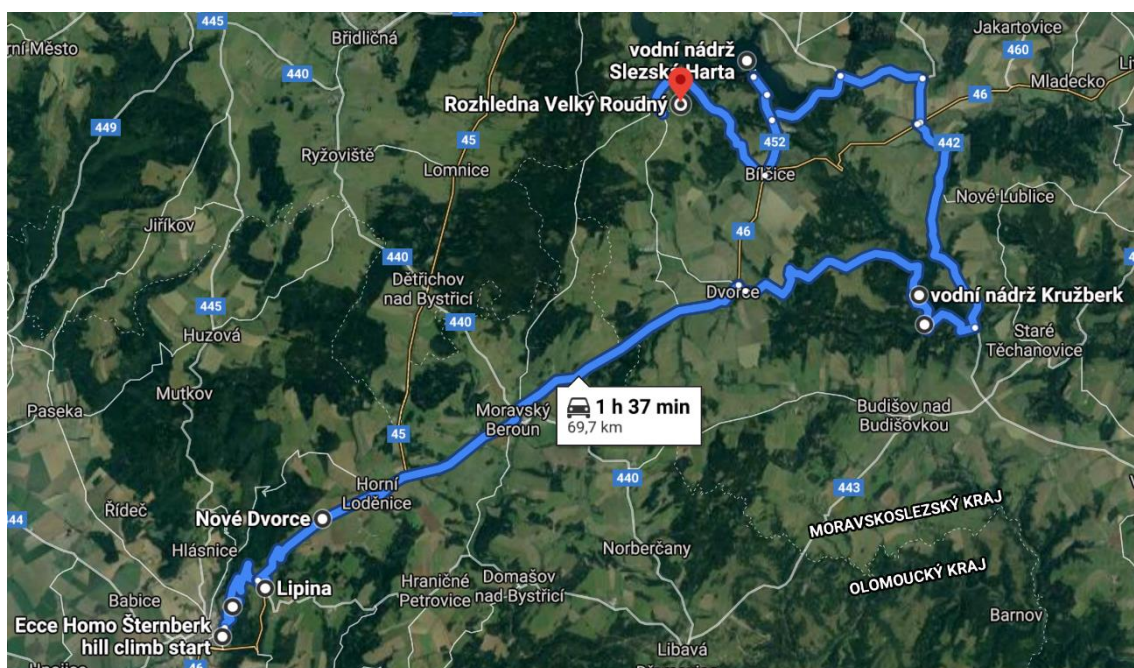 445
Břidličná
440
vodní nádrž
Slezská Harta
Jakartovice
460
rní Město
46
Mladecko
Rozhledna Velký Roudný
449
45
452
442
Ryžoviště
Lomnice
Bílčice
Nové Lublice
Jiříkov
46
440
Dětřichov
nad Bystřicí
Dvorce
vodní nádrž Kružberk
445
440
Huzová
Staré
Těchanovice
Mutkov
1 h 37 min
69,7 km
Paseka
Moravský
Beroun
Budišov nad
Budišovkou
45
440
443
Horní
Loděnice
MORAVSKOSLEZSKÝ KRAJ
Řídeč
44
Nové Dvorce
Hlásnice
Norberčany
OLOMOUCKÝ KRAJ
Hraničné
Petrovice
Domašov
nad Bystřicí
Lipina
Babice
Barnov
Ecce Homo Šternberk
hill climb start
Libavá
46